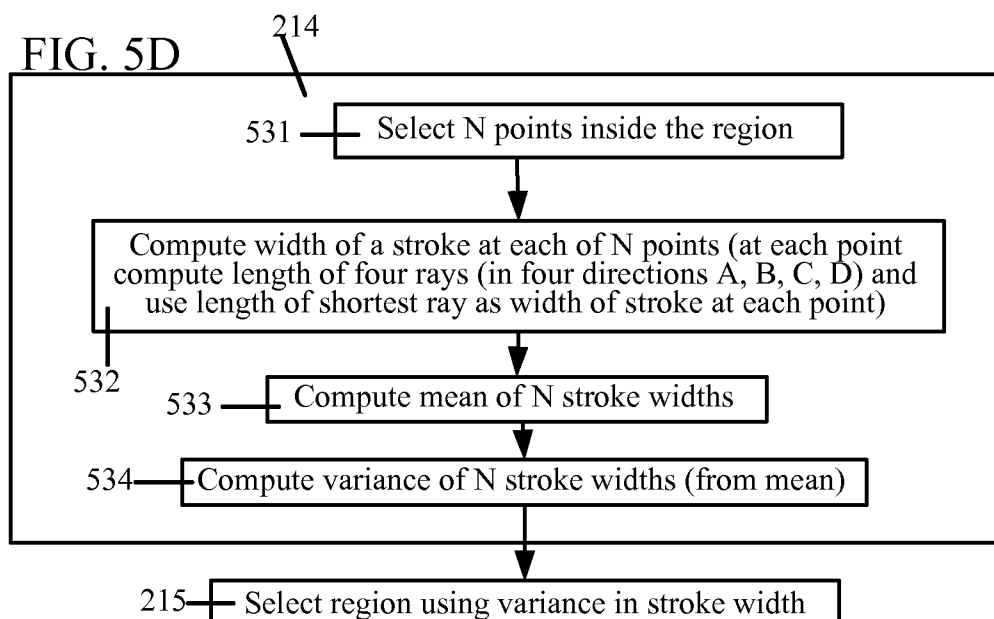 FIG. 5D
214
531
Select N points inside the region
Compute width of a stroke at each of N points (at each point
compute length of four rays (in four directions A, B, C, D) and
use length of shortest ray as width of stroke at each point)
532
533
Compute mean of N stroke widths
534
Compute variance of N stroke widths (from mean)
215
Select region using variance in stroke width